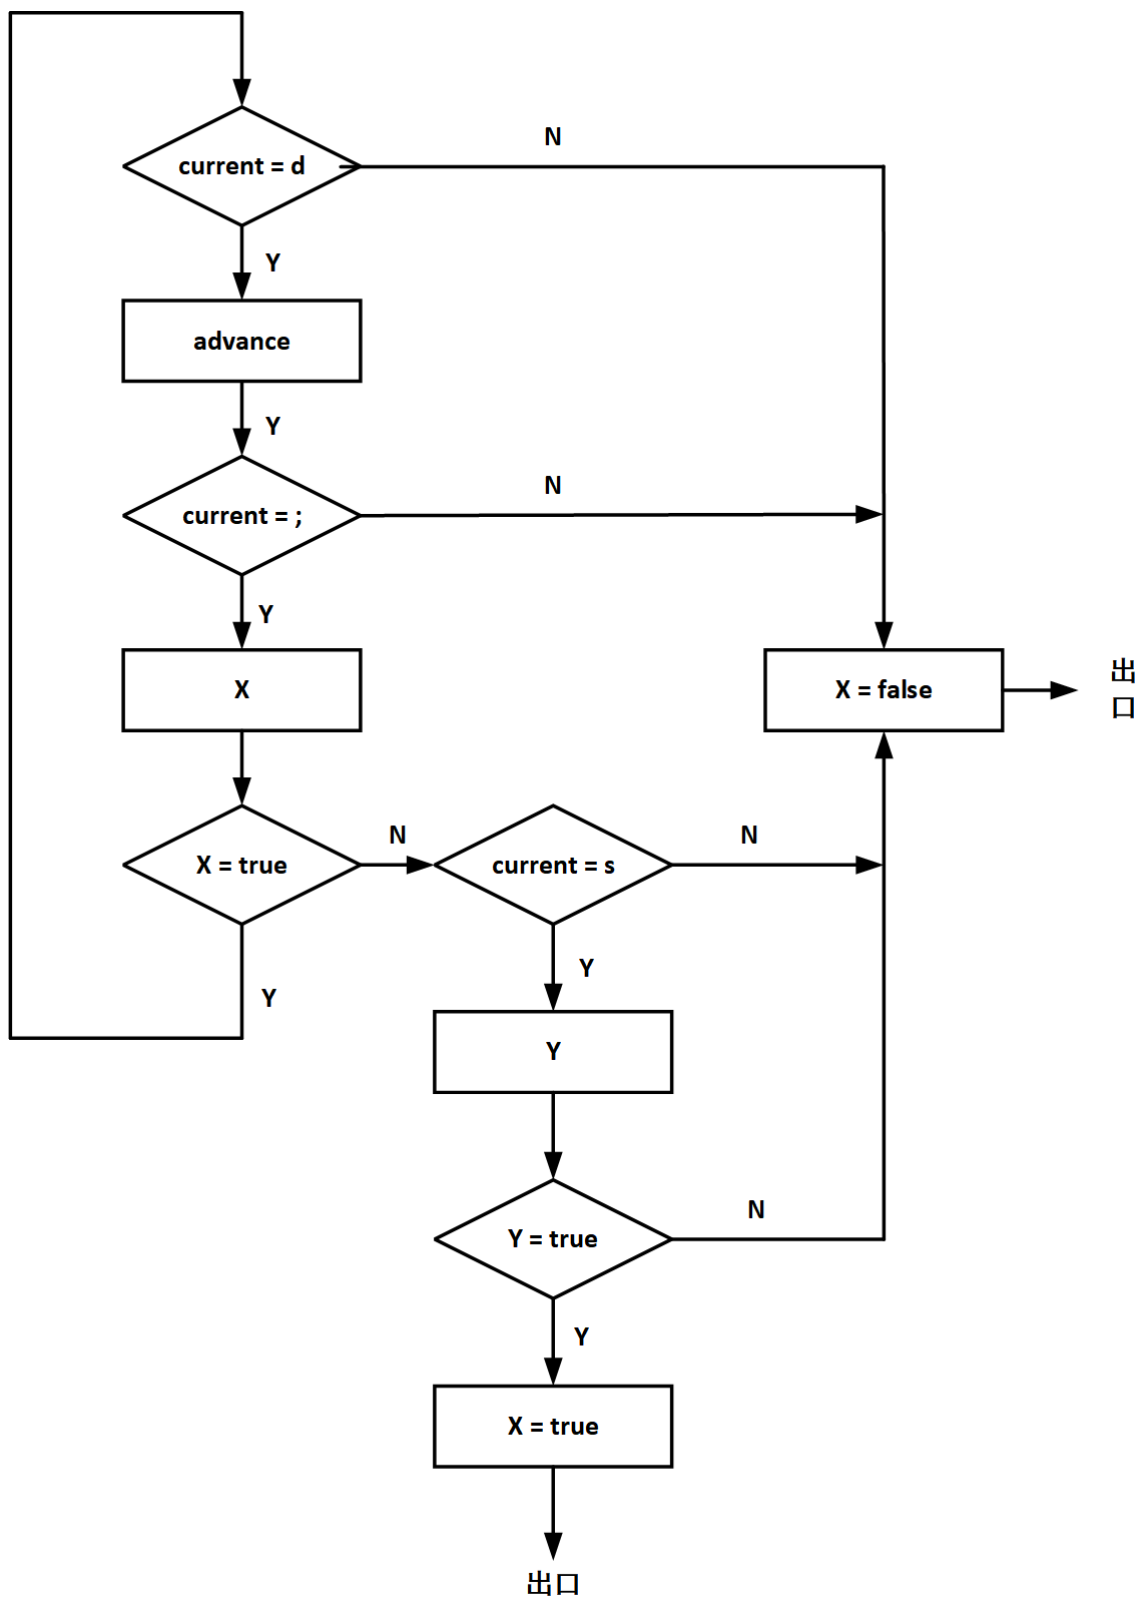 N
current = d
Y
advance
Y
N
current = ;
Y
X
X = false
出
口
N
N
X = true
current = s
Y
Y
Y
N
Y = true
Y
X = true
出口